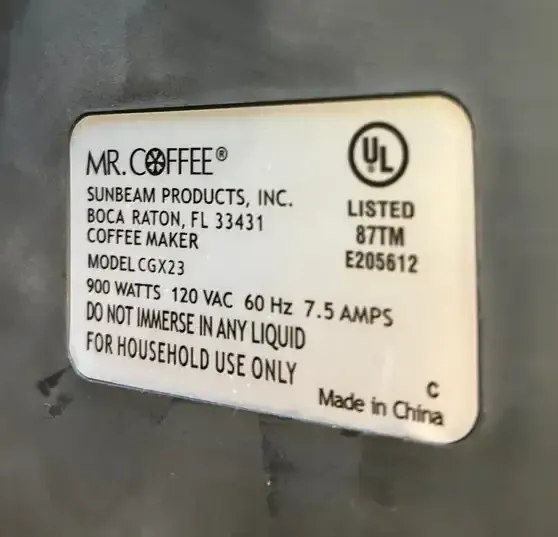 MR. COFFEE®
SUNBEAM PRODUCTS, INC.
BOCA RATON, FL 33431
COFFEE MAKER
MODEL CGX23
900 WATTS 120 VAC 60 Hz 7.5 AMPS
DO NOT IMMERSE IN ANY LIQUID
FOR HOUSEHOLD USE ONLY
UL
LISTED
87TM
E205612
C
Made in China